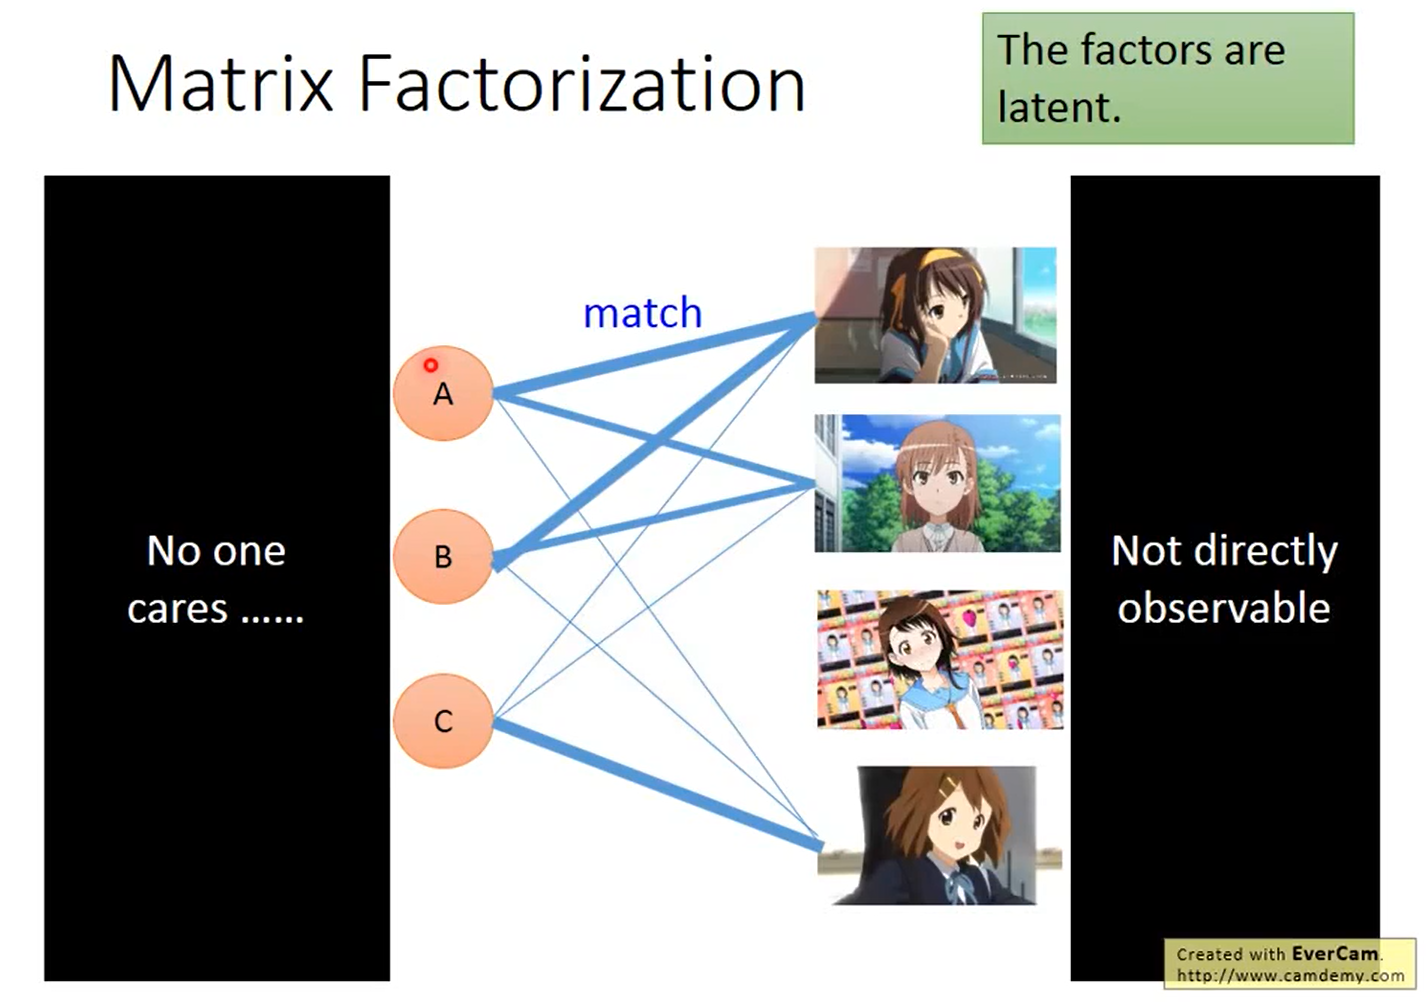 Matrix Factorization
The factors are
latent.
No one
cares ......
match
A
B
C
Not directly
observable
Created with EverCam.
http://www.camdemy.com